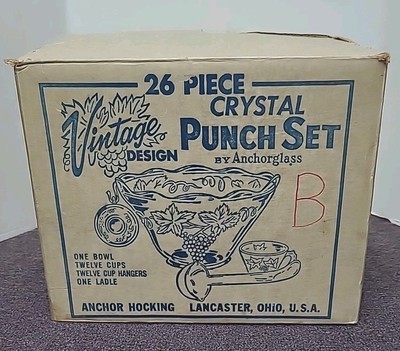 26 PIECE
CRYSTAL
Vintage
DESIGN
PUNCH SET
BY Anchorglass
B
ONE BOWL
TWELVE CUPS
TWELVE CUP HANGERS
ONE LADLE
ANCHOR HOCKING LANCASTER, OHIO, U.S.A.